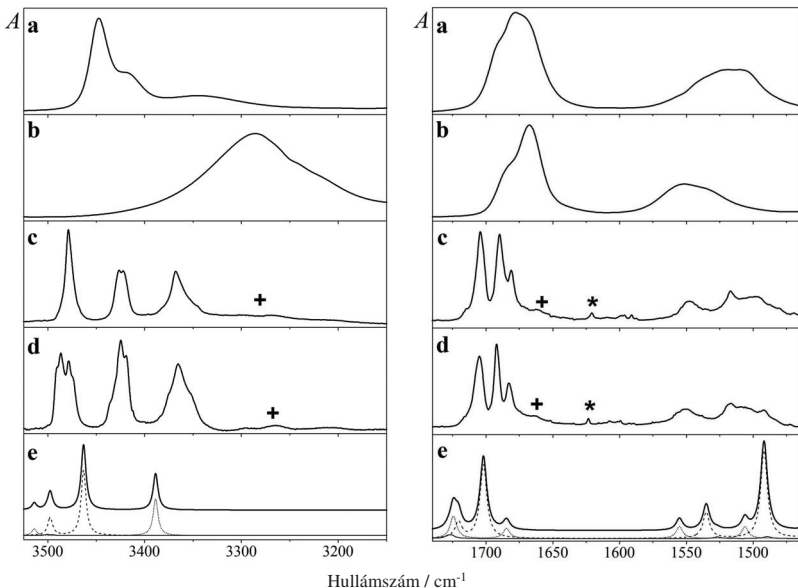 A
a
b
c
+
d
+
e
3500 3400 3300 3200
A
a
b
c
+ *
d
+ *
e
1700 1650 1600 1550 1500
Hullámszám / cm-1